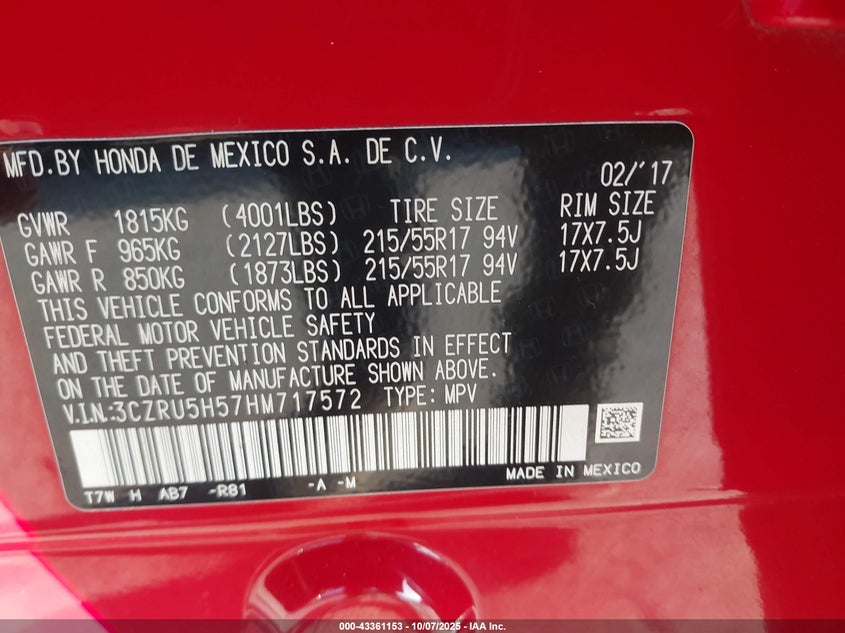 MFD.BY HONDA DE MEXICO S.A. DE C.V.
02/'17
GVWR 1815KG (4001LBS) TIRE SIZE RIM SIZE
GAWR F 965KG (2127LBS) 215/55R17 94V 17X7.5J
GAWR R 850KG (1873LBS) 215/55R17 94V 17X7.5J
THIS VEHICLE CONFORMS TO ALL APPLICABLE
FEDERAL MOTOR VEHICLE SAFETY
AND THEFT PREVENTION STANDARDS IN EFFECT
ON THE DATE OF MANUFACTURE SHOWN ABOVE.
V.I.N.:3CZRU5H57HM717572 TYPE: MPV
MADE IN MEXICO
T7W H AB7 -R81 -A -M
000-43361153 - 10/07/2025 - IAA Inc.